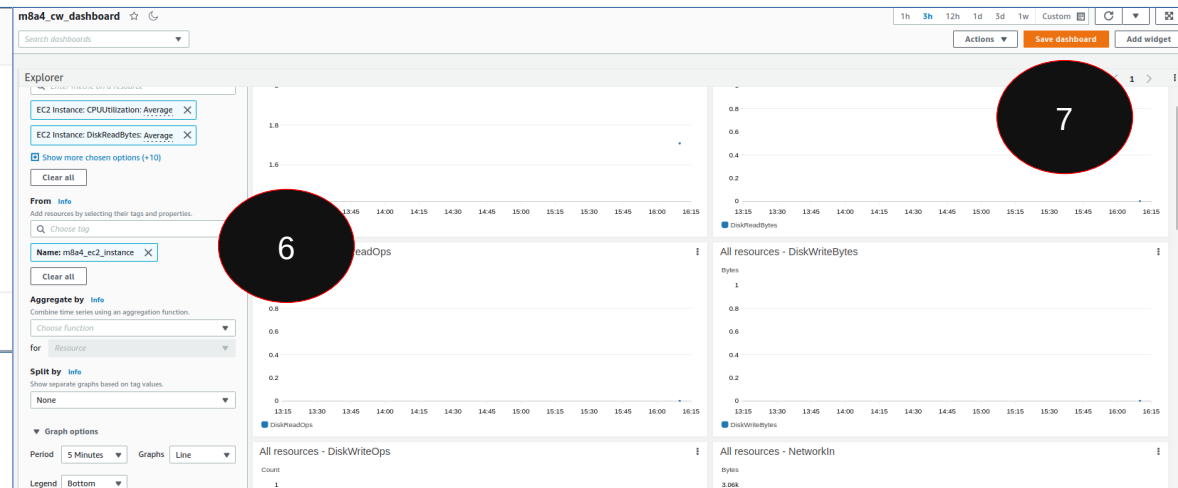 m8a4_cw_dashboard
1h 3h 12h 1d 3d 1w Custom
Search dashboards
Actions Save dashboard Add widget
Explorer
1
EC2 Instance: CPUUtilization: Average
EC2 Instance: DiskReadBytes: Average
Show more chosen options (+10)
Clear all
From Info
Add resources by selecting their tags and properties.
Choose tag
Name: m8a4_ec2_instance
Clear all
Aggregate by Info
Combine time series using an aggregation function.
Choose function
for Resource
Split by Info
Show separate graphs based on tag values.
None
Graph options
Period 5 Minutes Graphs Line
Legend Bottom
6
7
1.8
1.6
13:45 14:00 14:15 14:30 14:45 15:00 15:15 15:30 15:45 16:00 16:15
0.8
0.6
0.4
0.2
0
13:15 13:30 13:45 14:00 14:15 14:30 14:45 15:00 15:15 15:30 15:45 16:00 16:15
DiskReadBytes
eadOps
0.8
0.6
0.4
0.2
0
13:15 13:30 13:45 14:00 14:15 14:30 14:45 15:00 15:15 15:30 15:45 16:00 16:15
DiskReadOps
All resources - DiskWriteBytes
Bytes
1
0.8
0.6
0.4
0.2
0
13:15 13:30 13:45 14:00 14:15 14:30 14:45 15:00 15:15 15:30 15:45 16:00 16:15
DiskWriteBytes
All resources - DiskWriteOps
Count
1
All resources - NetworkIn
Bytes
3.06k